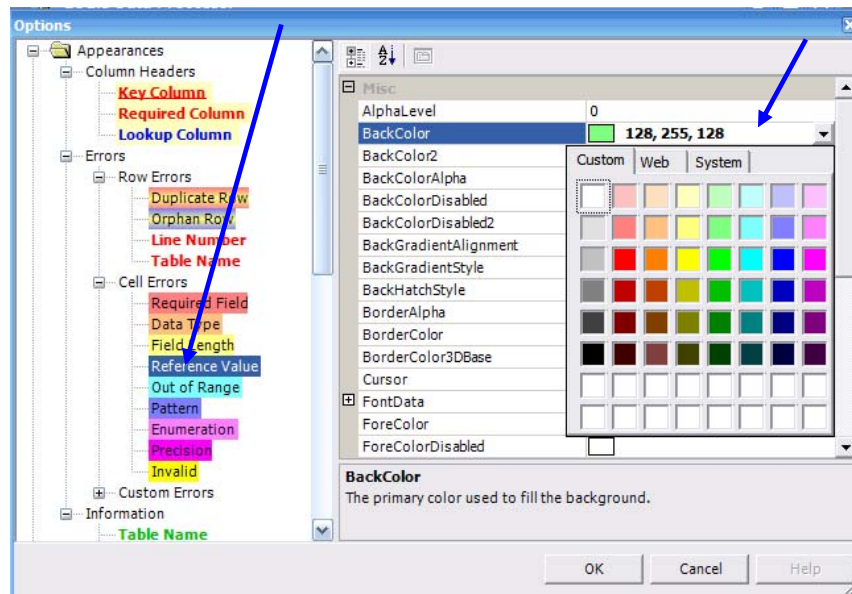 Options
Appearances
Column Headers
Key Column
Required Column
Lookup Column
Errors
Row Errors
Duplicate Row
Orphan Row
Line Number
Table Name
Cell Errors
Required Field
Data Type
Field Length
Reference Value
Out of Range
Pattern
Enumeration
Precision
Invalid
Custom Errors
Information
Table Name
Misc
AlphaLevel 0
BackColor 128, 255, 128
BackColor2
BackColorAlpha
BackColorDisabled
BackColorDisabled2
BackGradientAlignment
BackGradientStyle
BackHatchStyle
BorderAlpha
BorderColor
BorderColor3DBase
Cursor
FontData
ForeColor
ForeColorDisabled
Custom Web System
BackColor
The primary color used to fill the background.
OK Cancel Help